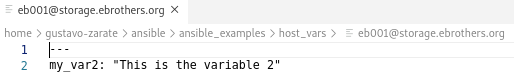 eb001@storage.ebrothers.org ×
home > gustavo-zarate > ansible > ansible_examples > host_vars > eb001@storage.ebrothers.org
1 ---
2 my_var2: "This is the variable 2"